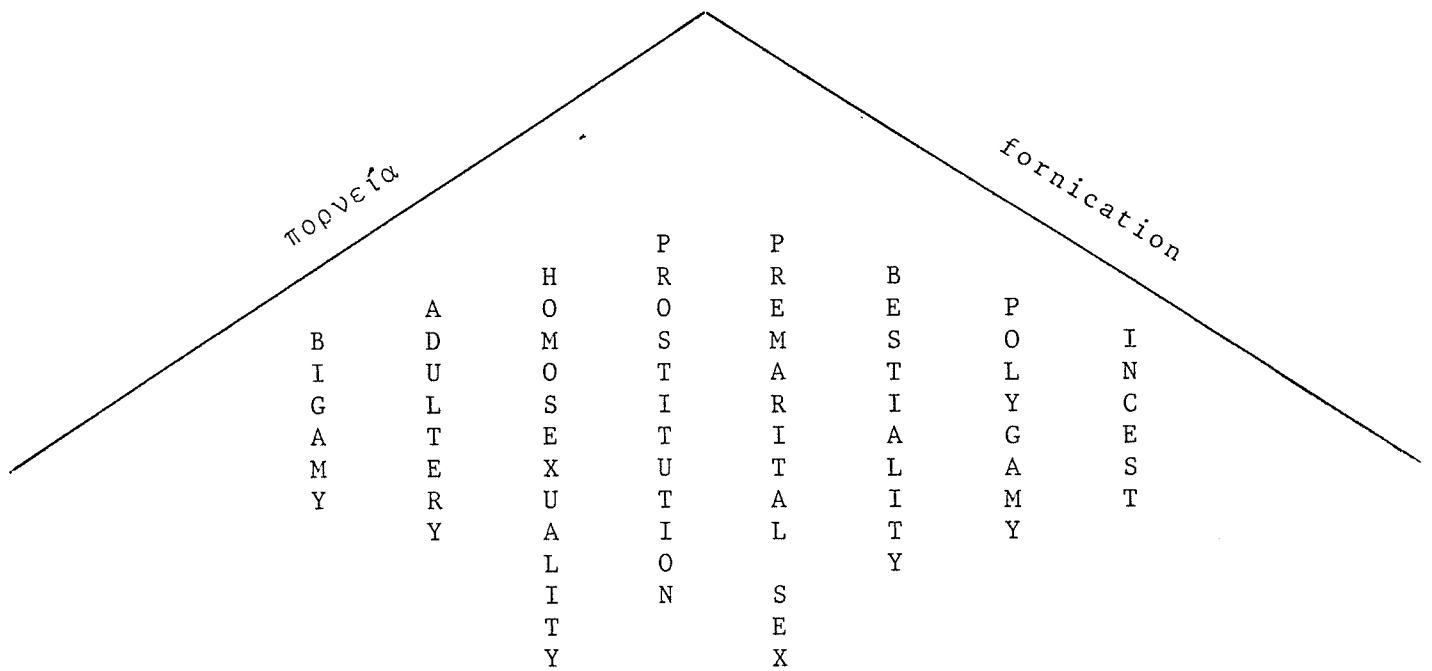 πορνεία
fornication
BIGAMY
ADULTERY
HOMOSEXUALITY
PROSTITUTION
PREMARITAL SEX
BESTIALITY
POLYGAMY
INCEST